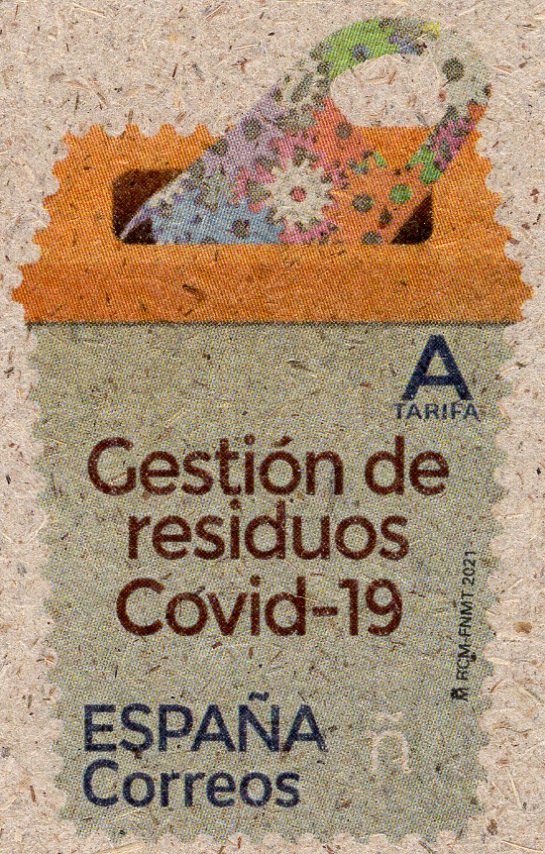 A
TARIFA
Gestión de
residuos
Covid-19
RCM-FNMT 2021
ESPAÑA
Correos
ñ